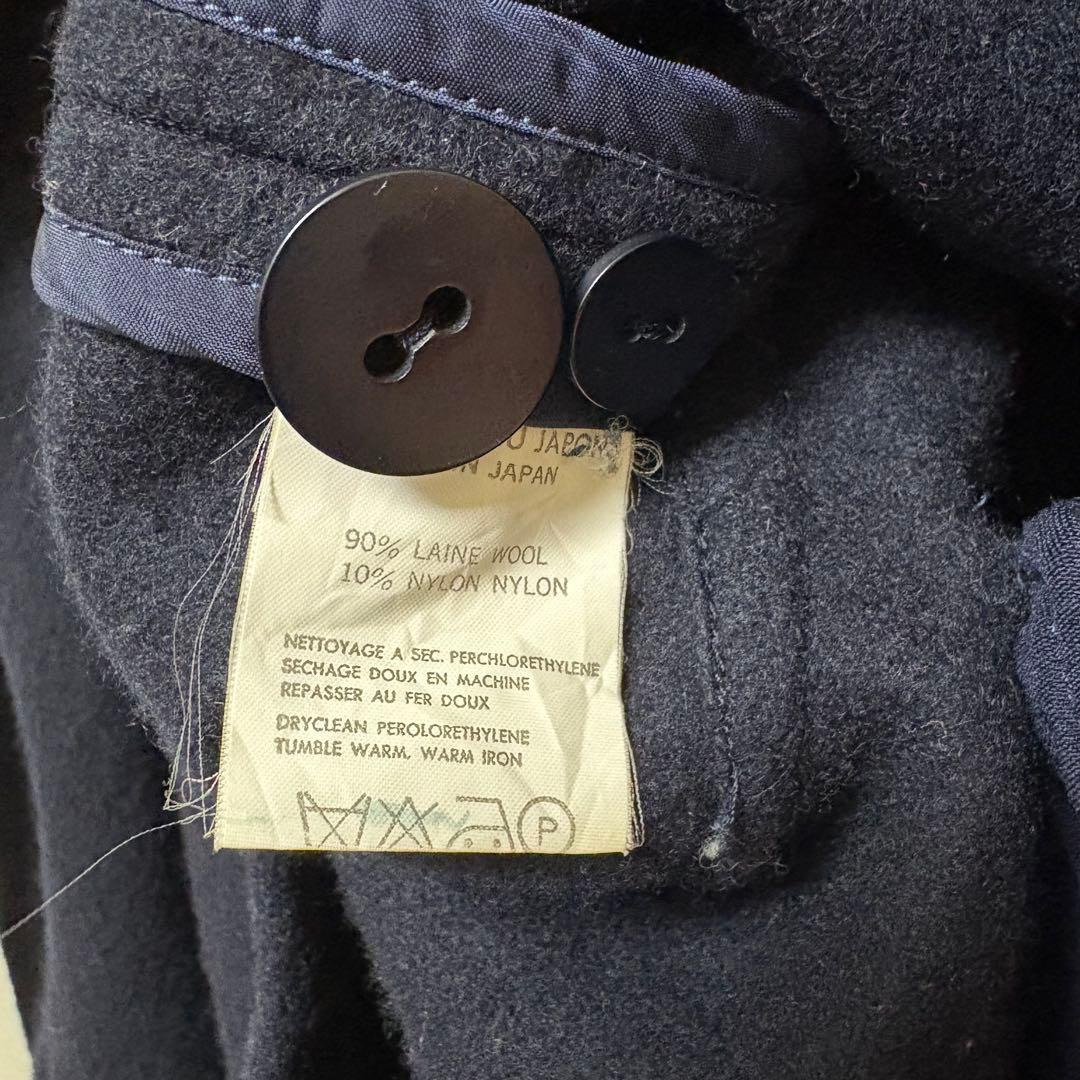 U JAPON
N JAPAN
90% LAINE WOOL
10% NYLON NYLON
NETTOYAGE A SEC. PERCHLORETHYLENE
SECHAGE DOUX EN MACHINE
REPASSER AU FER DOUX
DRYCLEAN PEROLORETHYLENE
TUMBLE WARM, WARM IRON
P